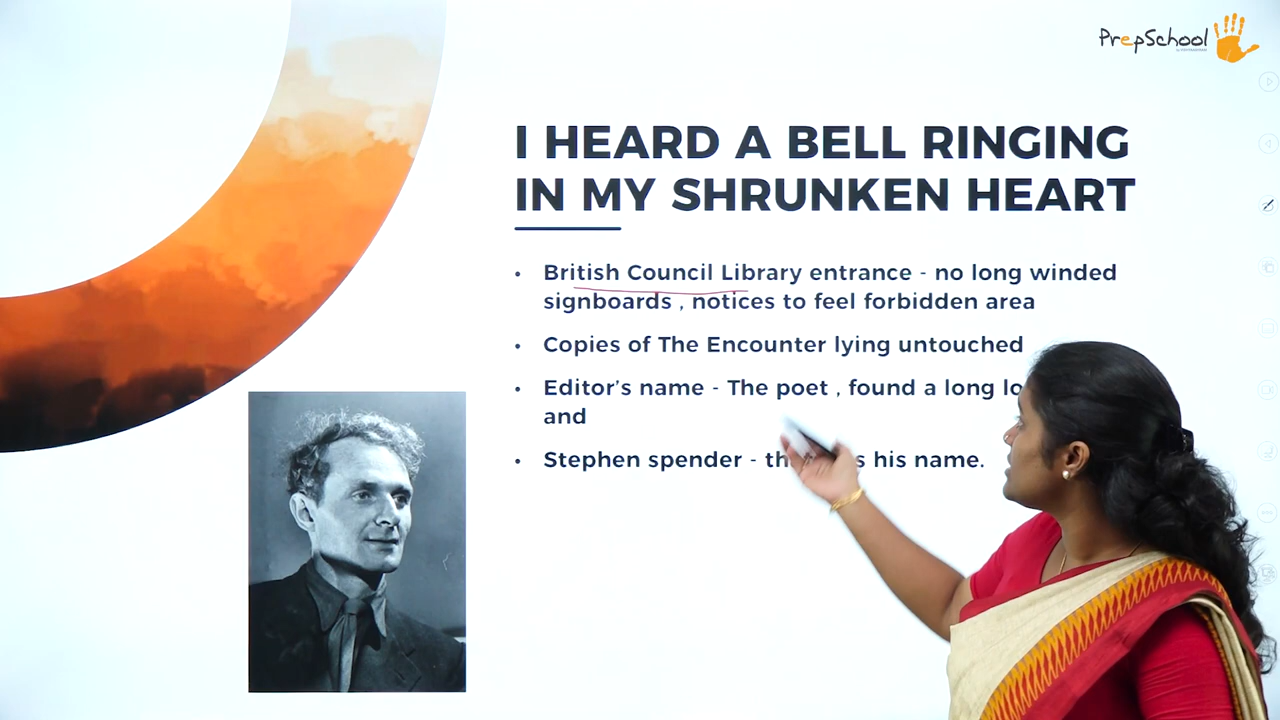 PrepSchool
I HEARD A BELL RINGING
IN MY SHRUNKEN HEART
• British Council Library entrance - no long winded
signboards , notices to feel forbidden area
• Copies of The Encounter lying untouched
• Editor's name - The poet , found a long
and
• Stephen spender - his name.